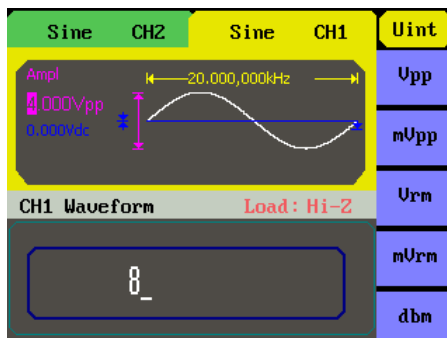 Sine CH2 Sine CH1 Uint
Ampl 20.000,000kHz Vpp
4.000Vpp
0.000Vdc mVpp
CH1 Waveform Load: Hi-Z Vrm
mVrm
8_
dbm